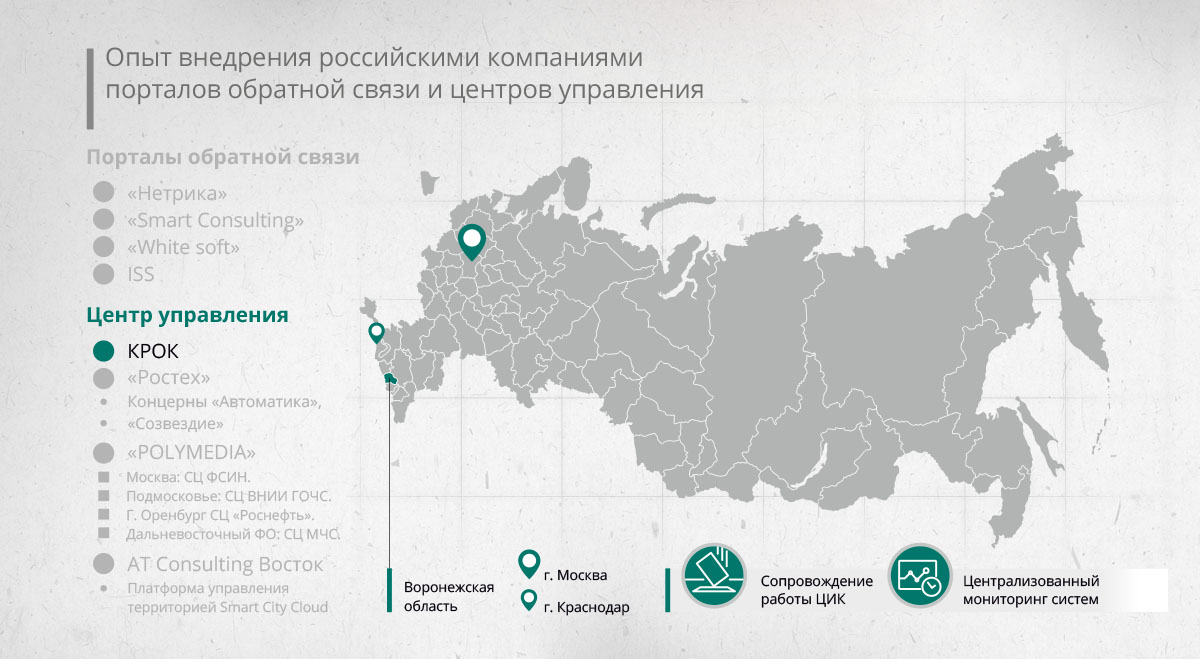 Опыт внедрения российскими компаниями
порталов обратной связи и центров управления
Порталы обратной связи
«Нетрика»
«Smart Consulting»
«White soft»
ISS
Центр управления
КРОК
«Ростех»
Концерны «Автоматика»,
«Созвездие»
«POLYMEDIA»
Москва: СЦ ФСИН.
Подмосковье: СЦ ВНИИ ГОЧС.
Г. Оренбург СЦ «Роснефть».
Дальневосточный ФО: СЦ МЧС.
AT Consulting Восток
Платформа управления
территорией Smart City Cloud
Воронежская
область
г. Москва
г. Краснодар
Сопровождение
работы ЦИК
Централизованный
мониторинг систем